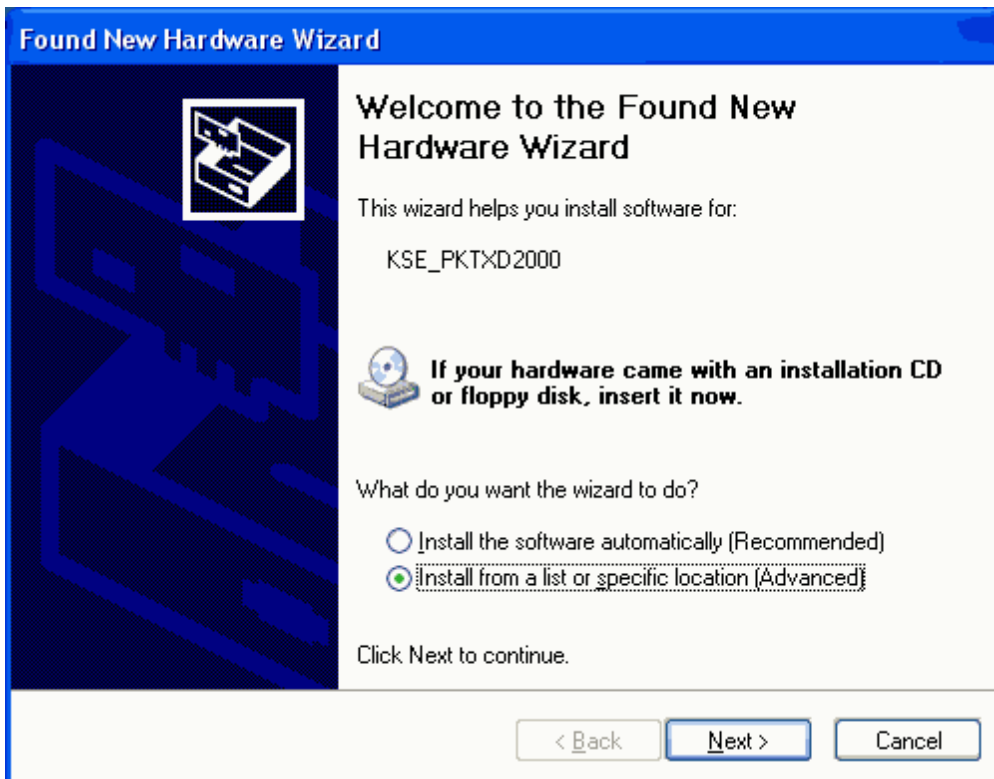 Found New Hardware Wizard
Welcome to the Found New
Hardware Wizard
This wizard helps you install software for:
KSE_PKTXD2000
If your hardware came with an installation CD
or floppy disk, insert it now.
What do you want the wizard to do?
Install the software automatically (Recommended)
Install from a list or specific location (Advanced)
Click Next to continue.
< Back
Next >
Cancel